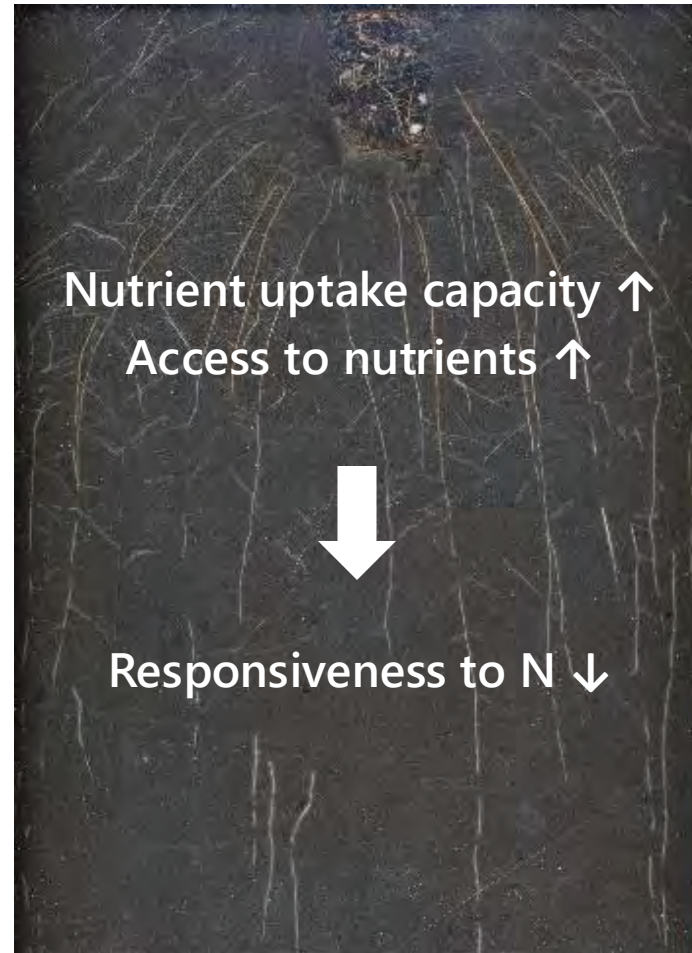 Nutrient uptake capacity ↑
Access to nutrients ↑
Responsiveness to N ↓